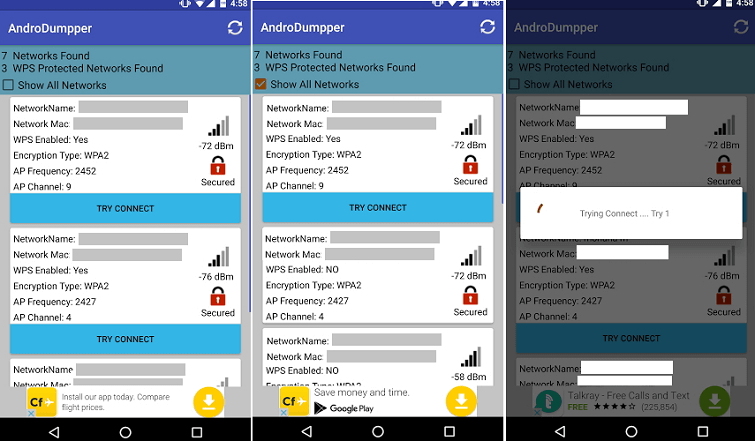 4:58
AndroDumpper
7 Networks Found
3 WPS Protected Networks Found
Show All Networks
NetworkName:
Network Mac:
WPS Enabled: Yes
Encryption Type: WPA2
AP Frequency: 2452
AP Channel: 9
-72 dBm
Secured
TRY CONNECT
NetworkName:
Network Mac:
WPS Enabled: Yes
Encryption Type: WPA2
AP Frequency: 2427
AP Channel: 4
-76 dBm
Secured
TRY CONNECT
NetworkName:
Network Mac:
Cf
Install our app today. Compare
flight prices.
4:58
AndroDumpper
7 Networks Found
3 WPS Protected Networks Found
Show All Networks
NetworkName:
Network Mac:
WPS Enabled: Yes
Encryption Type: WPA2
AP Frequency: 2452
AP Channel: 9
-72 dBm
Secured
TRY CONNECT
NetworkName:
Network Mac:
WPS Enabled: NO
Encryption Type: WPA2
AP Frequency: 2427
AP Channel: 4
-72 dBm
Secured
NetworkName:
Network Mac:
WPS Enabled: NO
Encryption Type: WPA2
-58 dBm
Cf
Save money and time.
Google Play
4:58
AndroDumpper
7 Networks Found
3 WPS Protected Networks Found
Show All Networks
NetworkName:
Network Mac:
WPS Enabled: Yes
Encryption Type: WPA2
AP Frequency: 2452
AP Channel: 9
-72 dBm
Secured
Trying Connect .... Try 1
NetworkName:
Network Mac:
WPS Enabled: Yes
Encryption Type: WPA2
AP Frequency: 2427
AP Channel: 4
-76 dBm
Secured
TRY CONNECT
NetworkName:
Network Mac:
Talkray - Free Calls and Text
FREE ★★★★ (225,854)